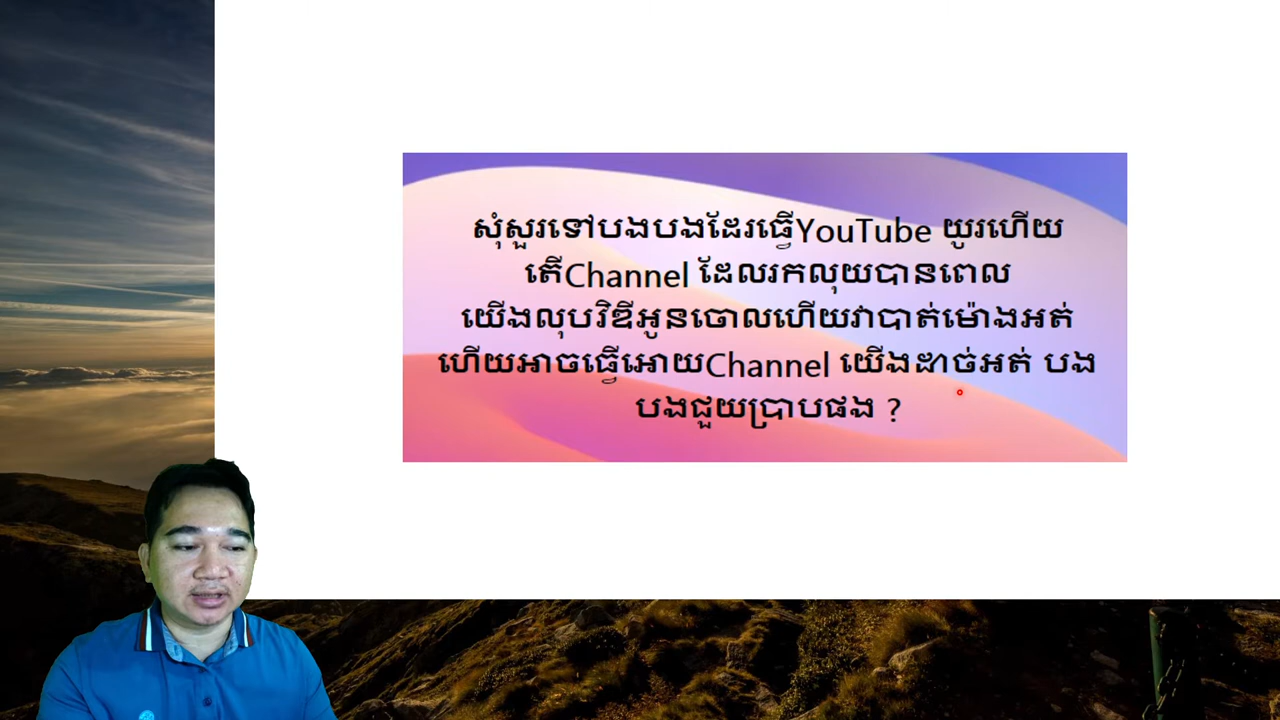 សុំសួរទៅបងបងដែរធ្វើYouTube យូរហើយ
តើChannel ដែលរកលុយបានពេល
យើងលុបវិឌីអូនចោលហើយវាបាត់ម៉ោងអត់
ហើយអាចធ្វើអោយChannel យើងដាច់អត់ បង
បងជួយប្រាបផង ?